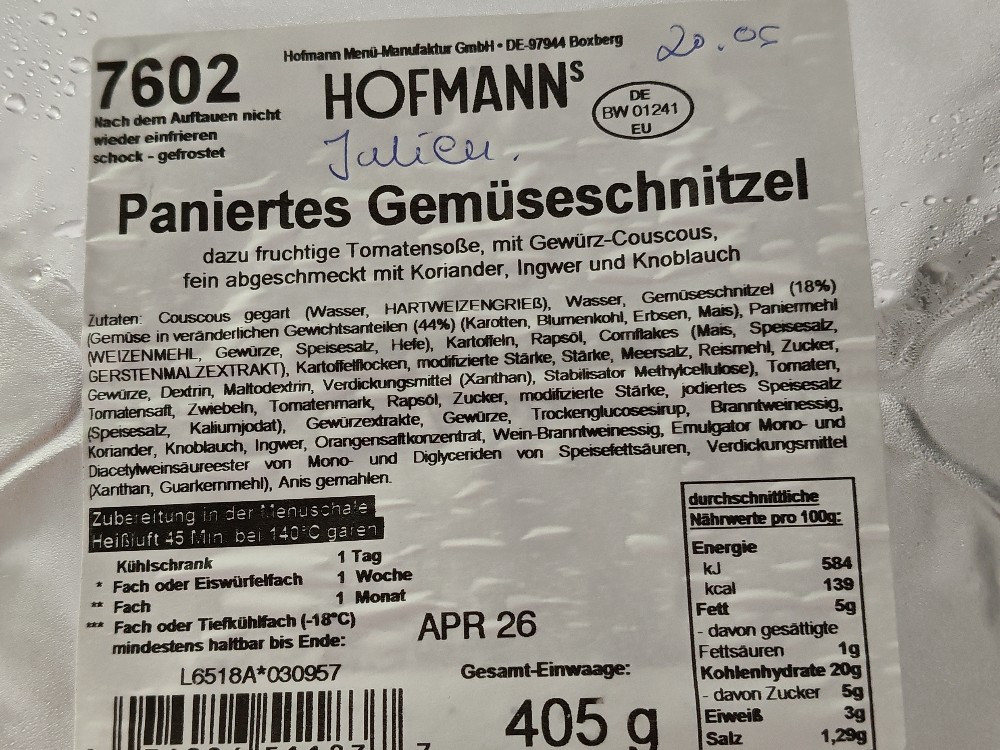 Hofmann Menü-Manufaktur GmbH • DE-97944 Boxberg
20.05
7602
HOFMANNs
DE
BW 01241
EU
Nach dem Auftauen nicht
wieder einfrieren
schock - gefrostet
Julien.
Paniertes Gemüseschnitzel
dazu fruchtige Tomatensoße, mit Gewürz-Couscous,
fein abgeschmeckt mit Koriander, Ingwer und Knoblauch
Zutaten: Couscous gegart (Wasser, HARTWEIZENGRIEß), Wasser, Gemüseschnitzel (18%)
(Gemüse in veränderlichen Gewichtsanteilen (44%) (Karotten, Blumenkohl, Erbsen, Mais), Paniermehl
(WEIZENMEHL, Gewürze, Speisesalz, Hefe), Kartoffeln, Rapsöl, Cornflakes (Mais, Speisesalz,
GERSTENMALZEXTRAKT), Kartoffelflocken, modifizierte Stärke, Stärke, Meersalz, Reismehl, Zucker,
Gewürze, Dextrin, Maltodextrin, Verdickungsmittel (Xanthan), Stabilisator Methylcellulose), Tomaten,
Tomatensaft, Zwiebeln, Tomatenmark, Rapsöl, Zucker, modifizierte Stärke, jodiertes Speisesalz
(Speisesalz, Kaliumjodat), Gewürzextrakte, Gewürze, Trockenglucosesirup, Branntweinessig,
Koriander, Knoblauch, Ingwer, Orangensaftkonzentrat, Wein-Branntweinessig, Emulgator Mono- und
Diacetylweinsäureester von Mono- und Diglyceriden von Speisefettsäuren, Verdickungsmittel
(Xanthan, Guarkernmehl), Anis gemahlen.
Zubereitung in der Menuschale
Heißluft 45 Min. bei 140°C garen
Kühlschrank 1 Tag
* Fach oder Eiswürfelfach 1 Woche
** Fach 1 Monat
*** Fach oder Tiefkühlfach (-18°C)
mindestens haltbar bis Ende:
APR 26
L6518A*030957
Gesamt-Einwaage:
405 g
durchschnittliche
Nährwerte pro 100g:
Energie
kJ 584
kcal 139
Fett 5g
- davon gesättigte
Fettsäuren 1g
Kohlenhydrate 20g
- davon Zucker 5g
Eiweiß 3g
Salz 1,29g